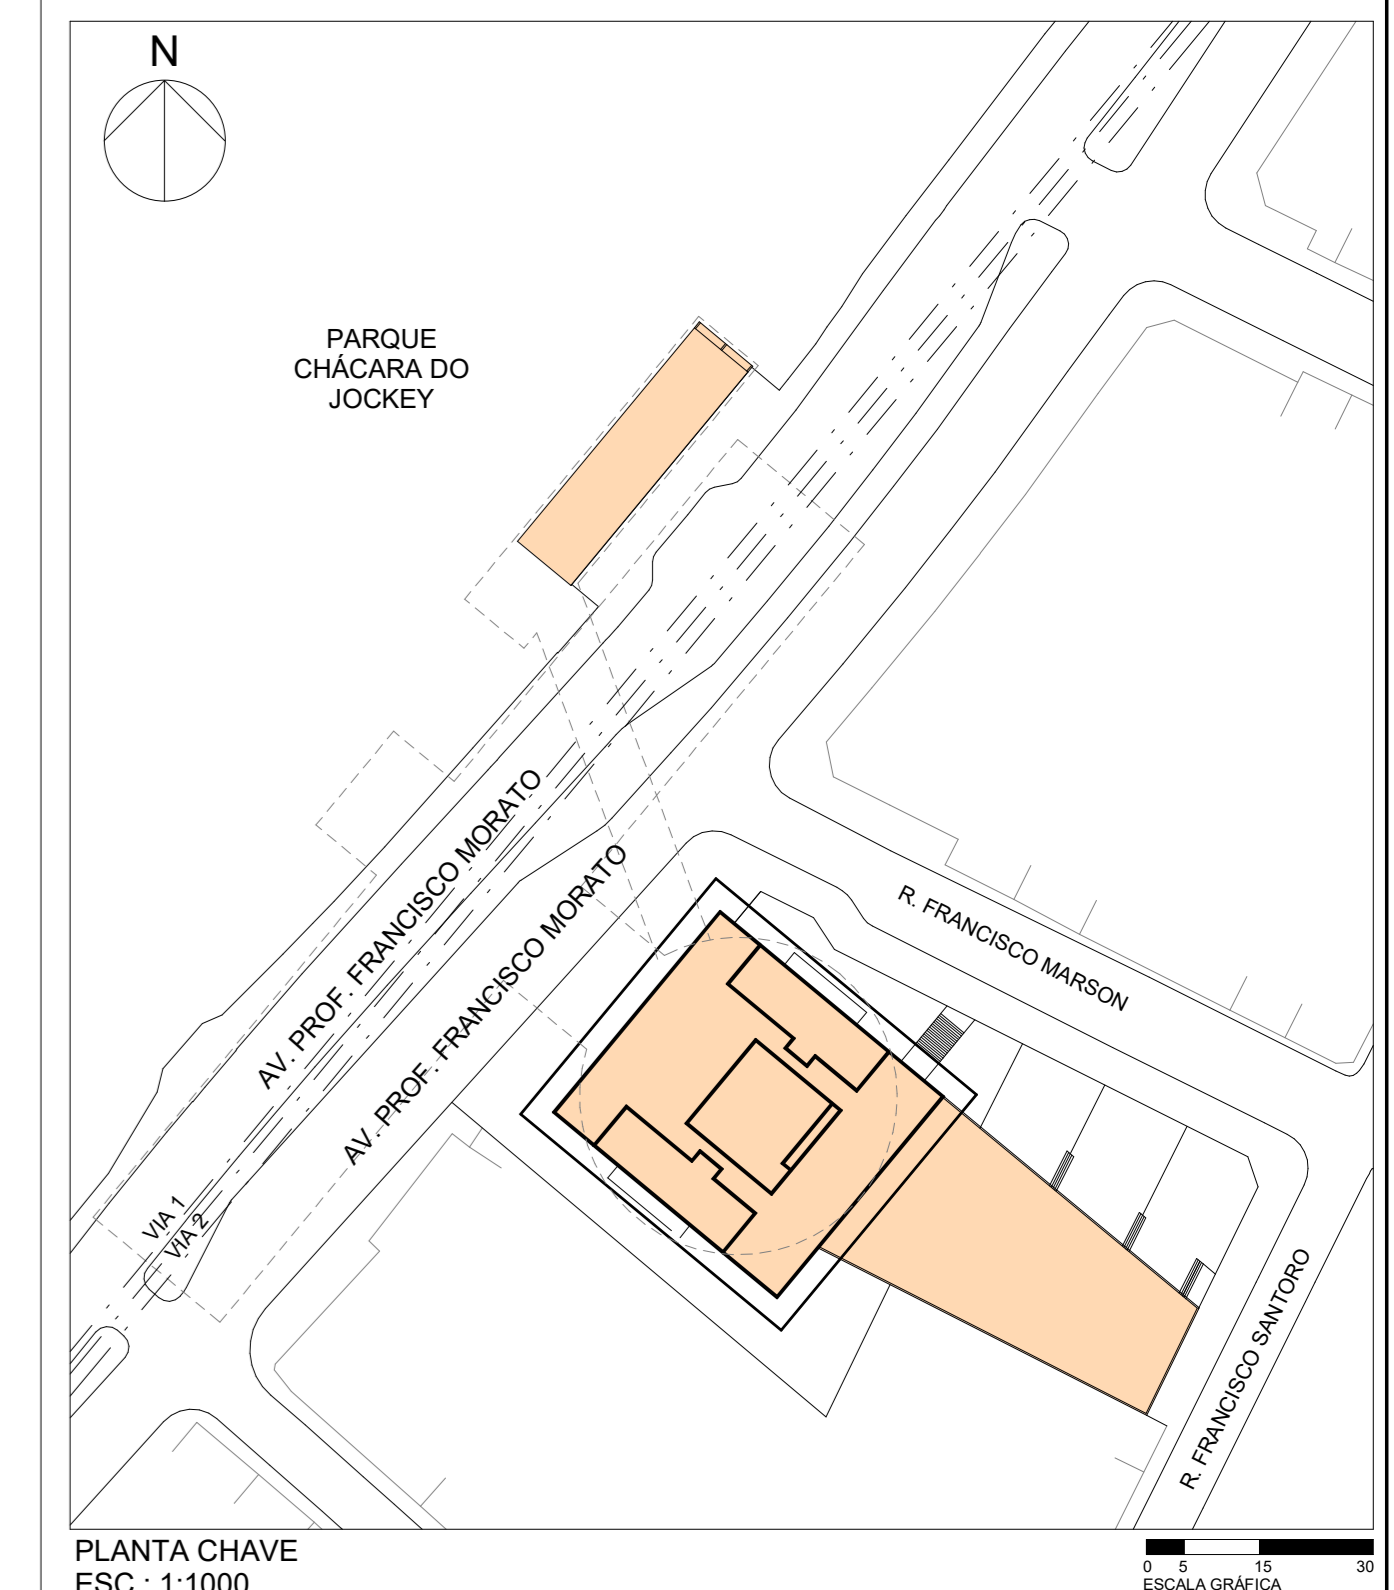 N
PARQUE
CHÁCARA DO
JOCKEY
AV. PROF. FRANCISCO MORATO
AV. PROF. FRANCISCO MORATO
R. FRANCISCO MARSON
VIA 1
VIA 2
R. FRANCISCO SANTORO
PLANTA CHAVE
ESC.: 1:1000
0 5 15 30
ESCALA GRÁFICA